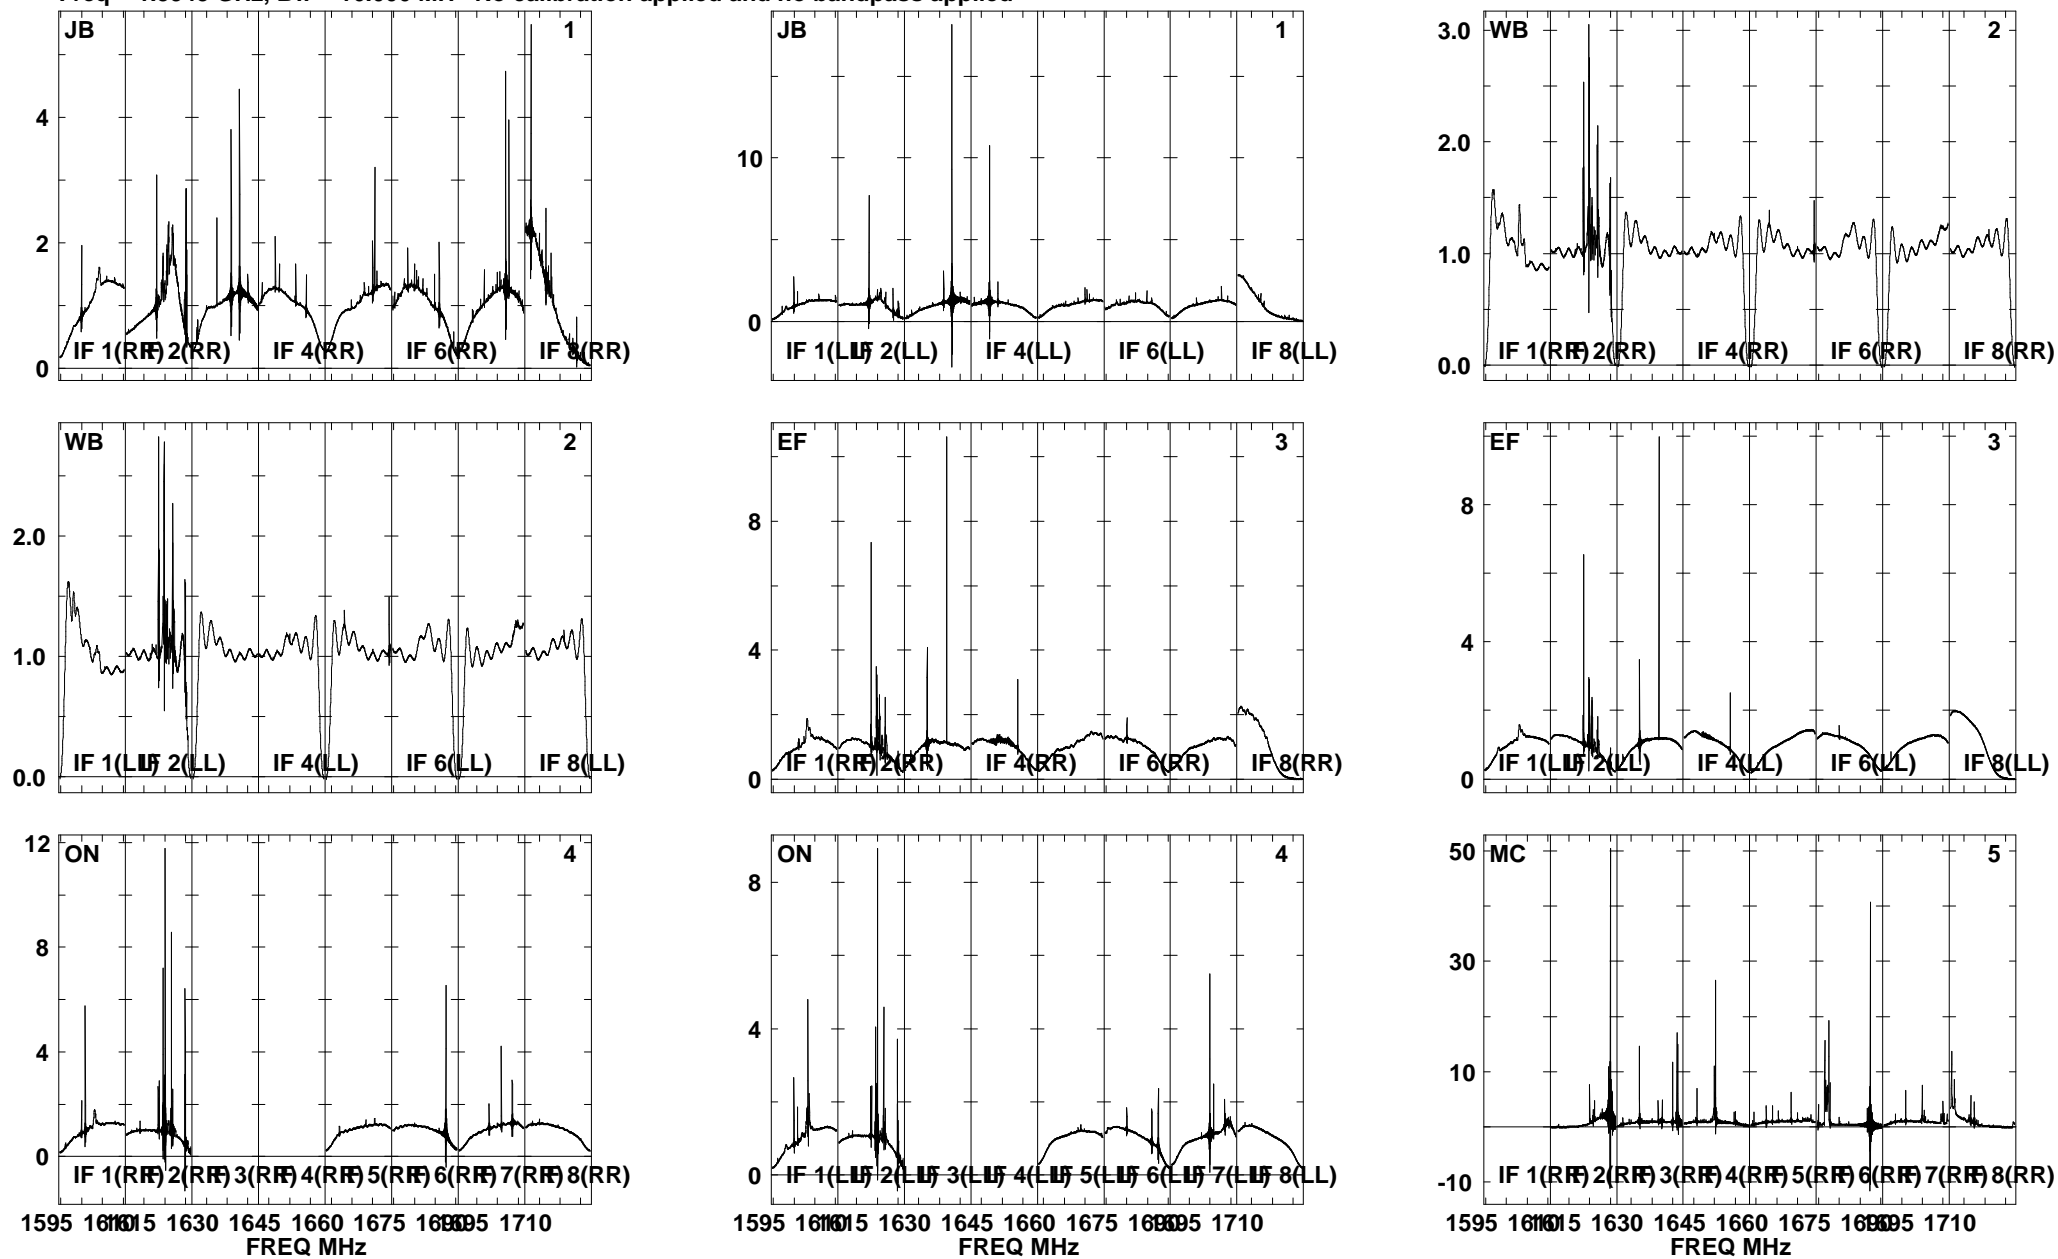 JB 1
JB 1
WB 2
4
2
0
10
0
3.0
2.0
1.0
0.0
IF 1(RR) IF 2(RR) IF 4(RR) IF 6(RR) IF 8(RR)
IF 1(LL) IF 2(LL) IF 4(LL) IF 6(LL) IF 8(LL)
IF 1(RR) IF 2(RR) IF 4(RR) IF 6(RR) IF 8(RR)
WB 2
EF 3
EF 3
2.0
1.0
0.0
8
4
0
8
4
0
IF 1(LL) IF 2(LL) IF 4(LL) IF 6(LL) IF 8(LL)
IF 1(RR) IF 2(RR) IF 4(RR) IF 6(RR) IF 8(RR)
IF 1(LL) IF 2(LL) IF 4(LL) IF 6(LL) IF 8(LL)
ON 4
ON 4
MC 5
12
8
4
0
8
4
0
50
30
10
-10
IF 1(RR) IF 2(RR) IF 3(RR) IF 4(RR) IF 5(RR) IF 6(RR) IF 7(RR) IF 8(RR)
IF 1(LL) IF 2(LL) IF 3(LL) IF 4(LL) IF 5(LL) IF 6(LL) IF 7(LL) IF 8(LL)
IF 1(RR) IF 2(RR) IF 3(RR) IF 4(RR) IF 5(RR) IF 6(RR) IF 7(RR) IF 8(RR)
1595 1610 1615 1630 1645 1660 1675 1690 1695 1710
1595 1610 1615 1630 1645 1660 1675 1690 1695 1710
1595 1610 1615 1630 1645 1660 1675 1690 1695 1710
FREQ MHz
FREQ MHz
FREQ MHz